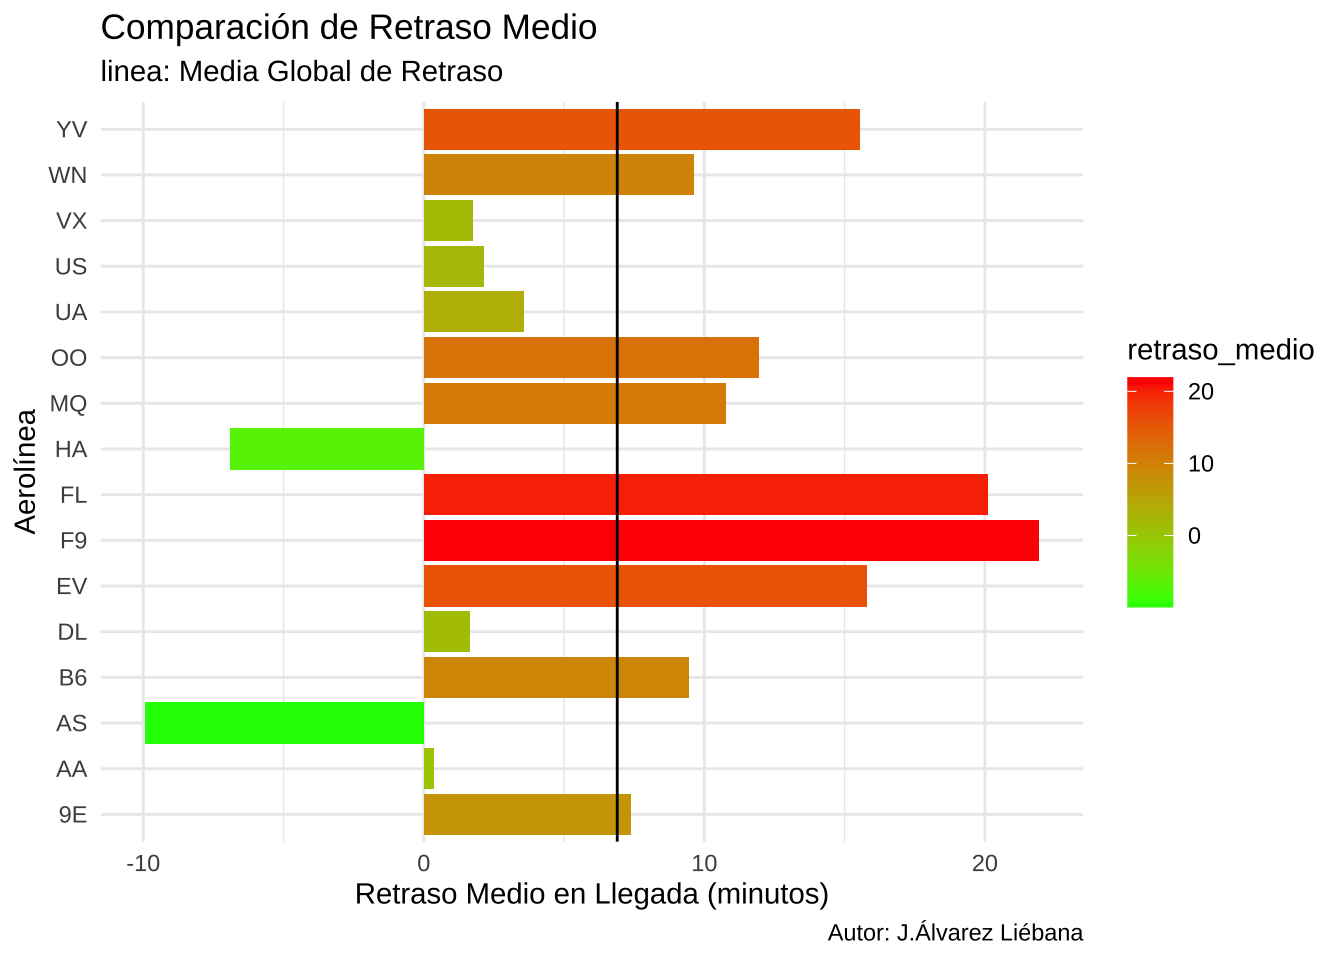 Comparación de Retraso Medio
linea: Media Global de Retraso
Aerolínea
YV
WN
VX
US
UA
OO
MQ
HA
FL
F9
EV
DL
B6
AS
AA
9E
-10
0
10
20
Retraso Medio en Llegada (minutos)
Autor: J.Álvarez Liébana
retraso_medio
20
10
0